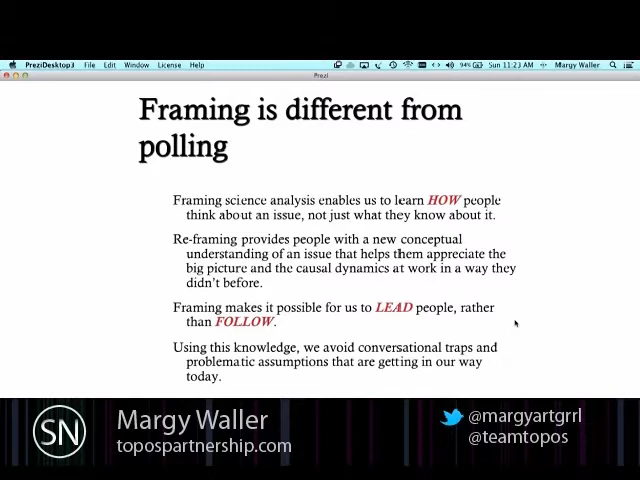 PreziDesktop3 File Edit Window License Help 94% Sun 11:23 AM Margy Waller
Prezi
Framing is different from
polling
Framing science analysis enables us to learn HOW people
think about an issue, not just what they know about it.
Re-framing provides people with a new conceptual
understanding of an issue that helps them appreciate the
big picture and the causal dynamics at work in a way they
didn't before.
Framing makes it possible for us to LEAD people, rather
than FOLLOW.
Using this knowledge, we avoid conversational traps and
problematic assumptions that are getting in our way
today.
SN
Margy Waller
topospartnership.com
@margyartgrrl
@teamtopos